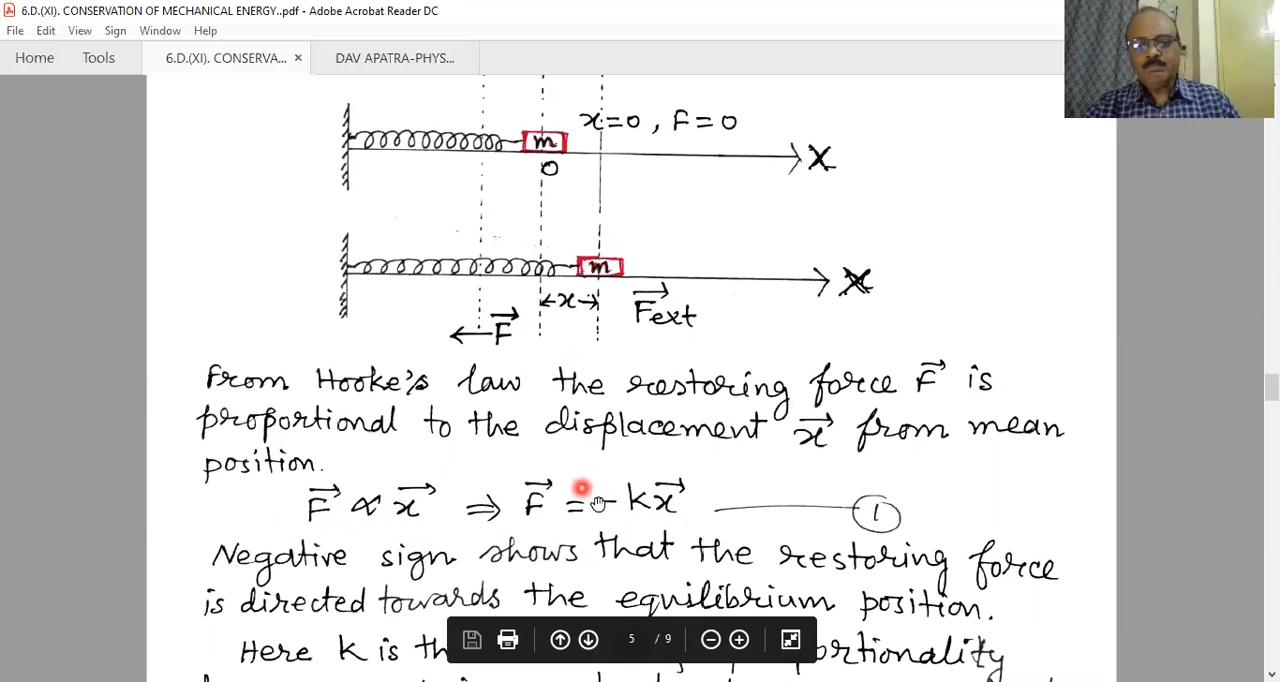 6.D.(XI). CONSERVATION OF MECHANICAL ENERGY..pdf - Adobe Acrobat Reader DC
File Edit View Sign Window Help
Home Tools 6.D.(XI). CONSERVA... × DAV APATRA-PHYS...
x=0, F=0
m
O
X
m
X
x
F⃗ext
F⃗
From Hooke's law the restoring force F⃗ is
proportional to the displacement x⃗ from mean
position.
F⃗ ∝ x⃗ ⇒ F⃗ = - kx⃗ 1
Negative sign shows that the restoring force
is directed towards the equilibrium position.
Here k is
5 / 9